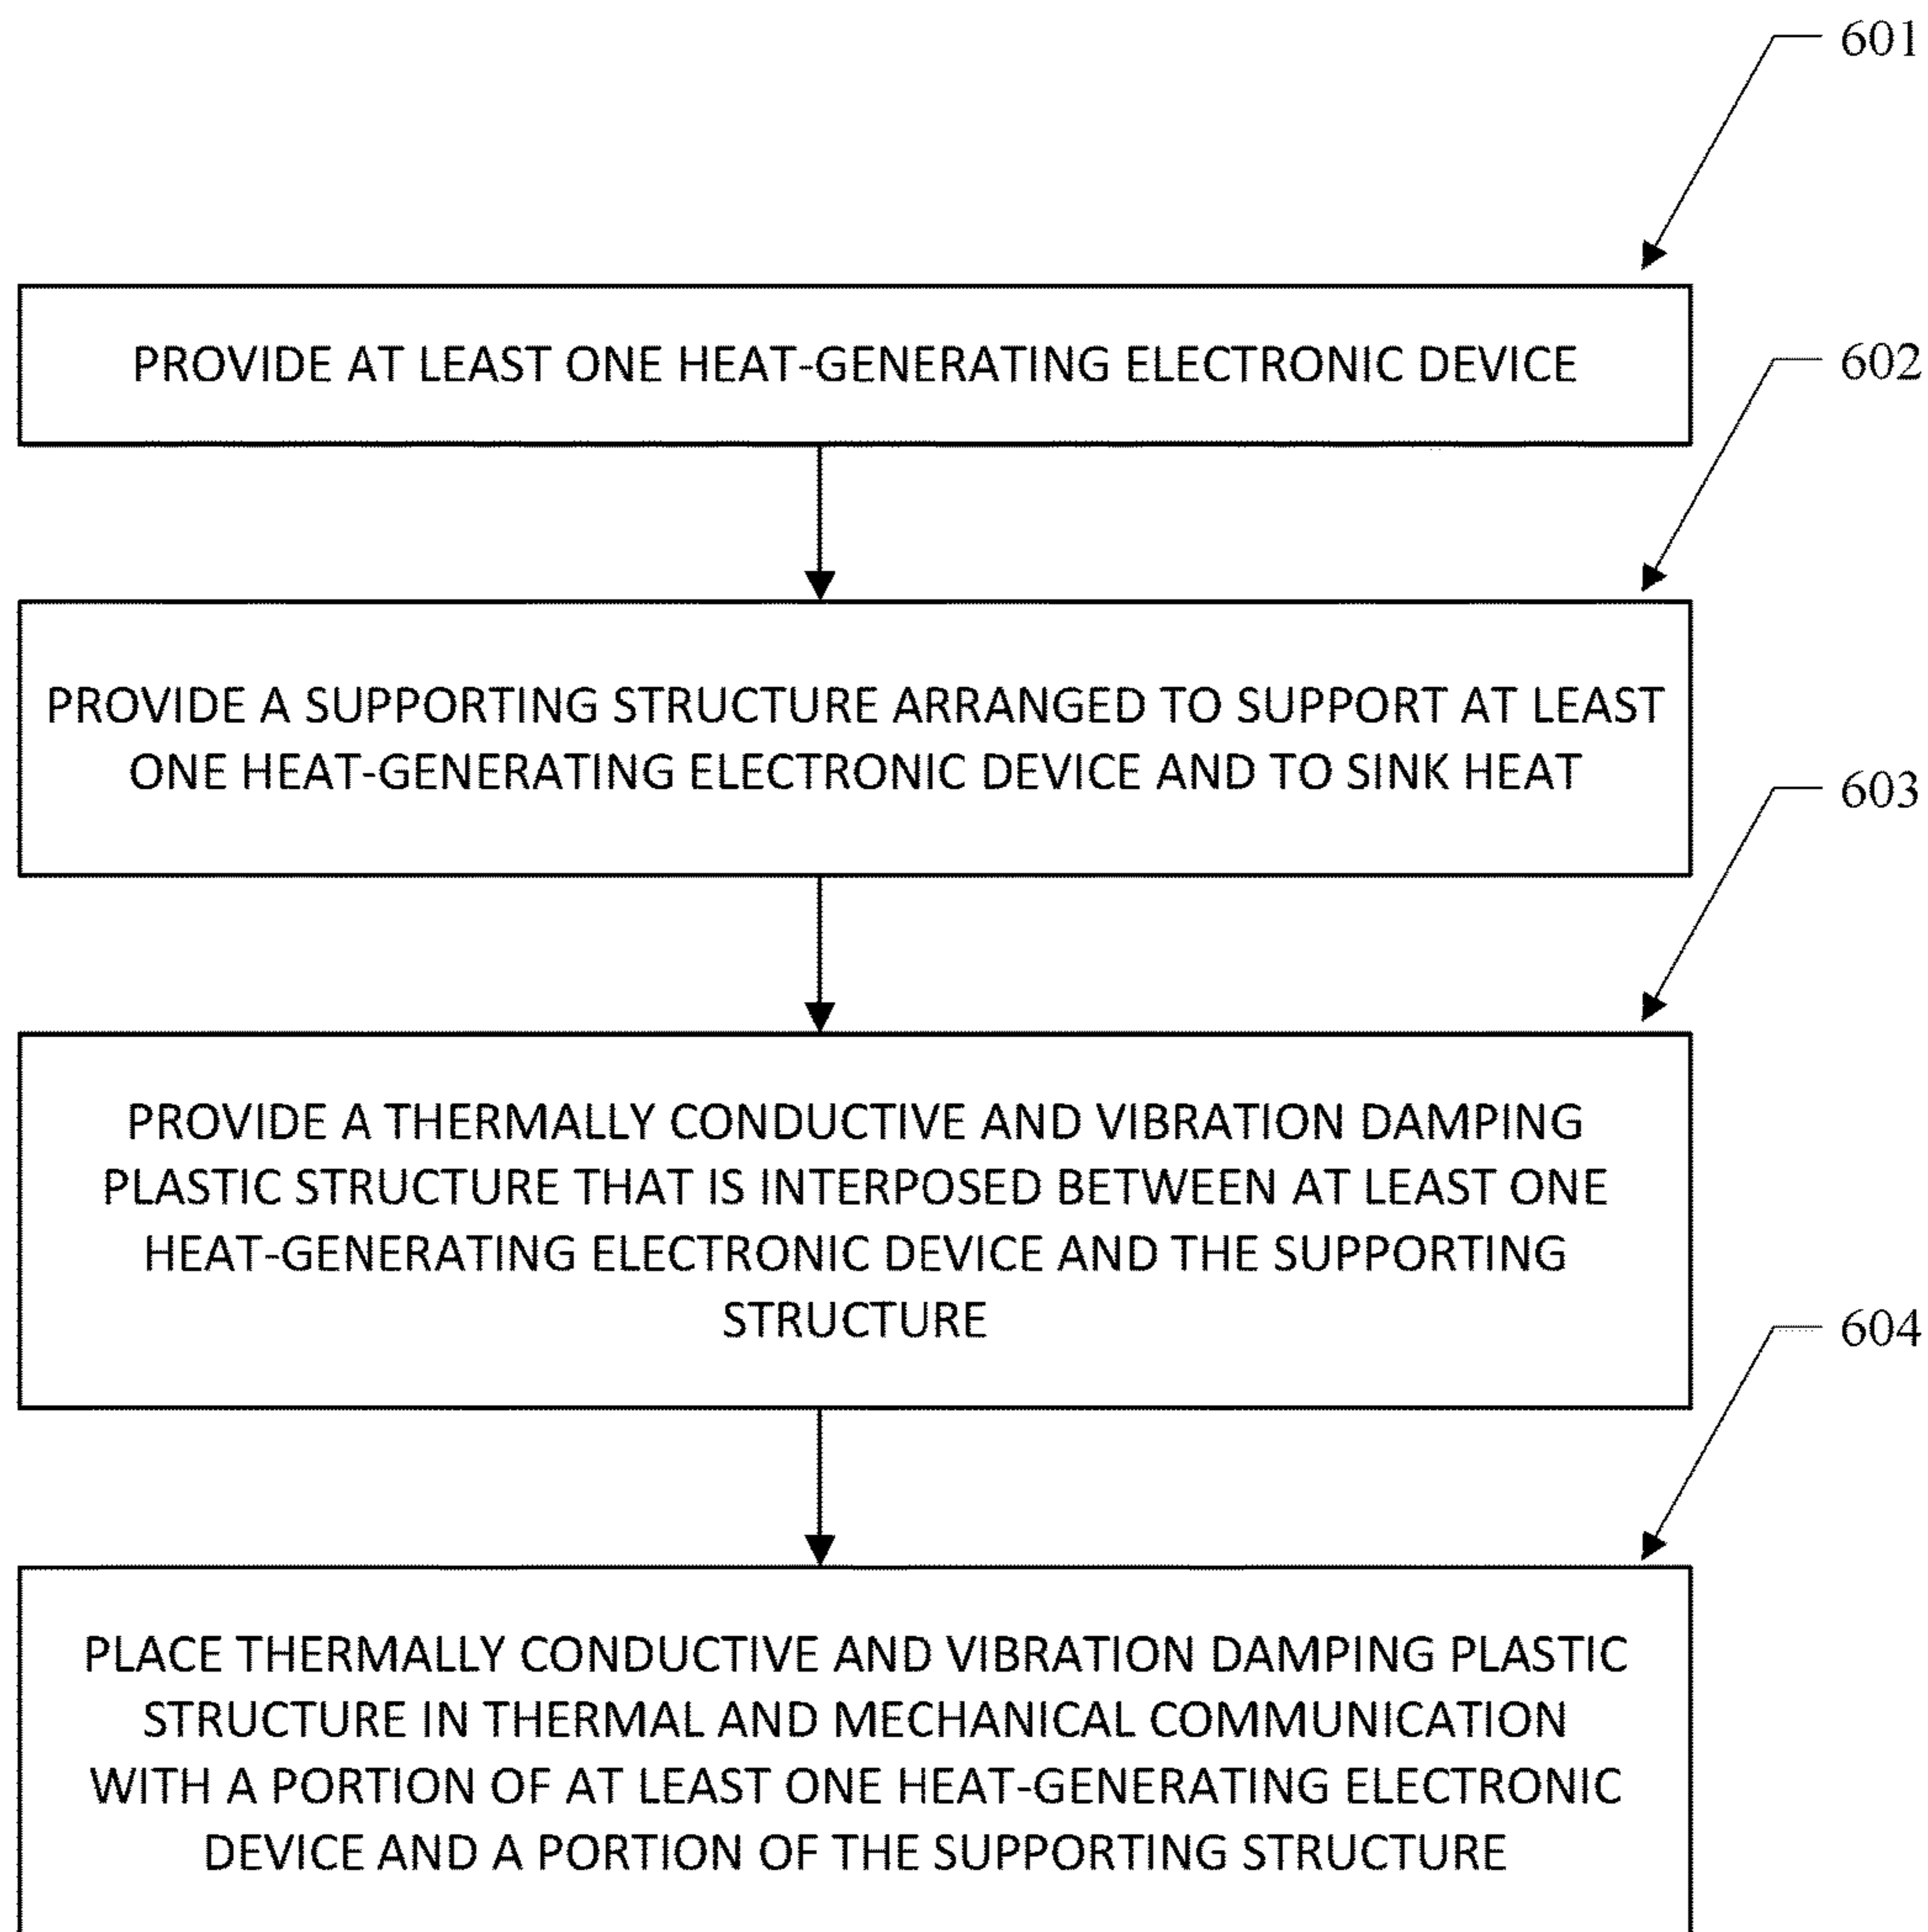 601
PROVIDE AT LEAST ONE HEAT-GENERATING ELECTRONIC DEVICE
602
PROVIDE A SUPPORTING STRUCTURE ARRANGED TO SUPPORT AT LEAST
ONE HEAT-GENERATING ELECTRONIC DEVICE AND TO SINK HEAT
603
PROVIDE A THERMALLY CONDUCTIVE AND VIBRATION DAMPING
PLASTIC STRUCTURE THAT IS INTERPOSED BETWEEN AT LEAST ONE
HEAT-GENERATING ELECTRONIC DEVICE AND THE SUPPORTING
STRUCTURE
604
PLACE THERMALLY CONDUCTIVE AND VIBRATION DAMPING PLASTIC
STRUCTURE IN THERMAL AND MECHANICAL COMMUNICATION
WITH A PORTION OF AT LEAST ONE HEAT-GENERATING ELECTRONIC
DEVICE AND A PORTION OF THE SUPPORTING STRUCTURE